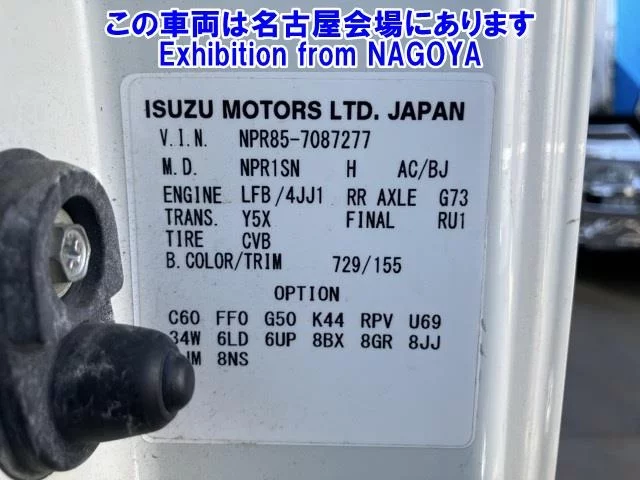 この車両は名古屋会場にあります
Exhibition from NAGOYA
ISUZU MOTORS LTD. JAPAN
V.I.N. NPR85-7087277
M.D. NPR1SN H AC/BJ
ENGINE LFB/4JJ1 RR AXLE G73
TRANS. Y5X FINAL RU1
TIRE CVB
B.COLOR/TRIM 729/155
OPTION
C60 FF0 G50 K44 RPV U69
6LD 6UP 8BX 8GR 8JJ
8NS